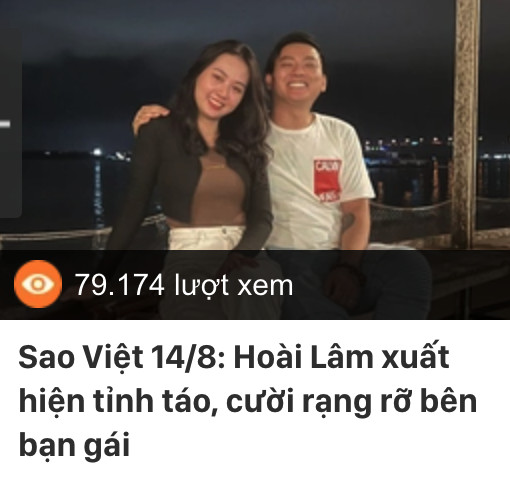 79.174 lượt xem
Sao Việt 14/8: Hoài Lâm xuất
hiện tỉnh táo, cười rạng rỡ bên
bạn gái